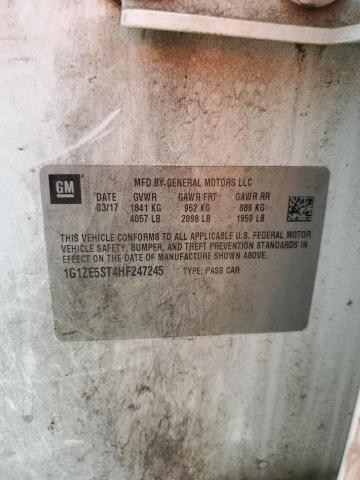 GM
MFD BY GENERAL MOTORS LLC
DATE GVWR GAWR FRT GAWR RR
03/17 1841 KG 952 KG 889 KG
4057 LB 2098 LB 1959 LB
THIS VEHICLE CONFORMS TO ALL APPLICABLE U.S. FEDERAL MOTOR
VEHICLE SAFETY, BUMPER, AND THEFT PREVENTION STANDARDS
IN EFFECT ON THE DATE OF MANUFACTURE SHOWN ABOVE.
1G1ZE5ST4HF247245 TYPE: PASS CAR